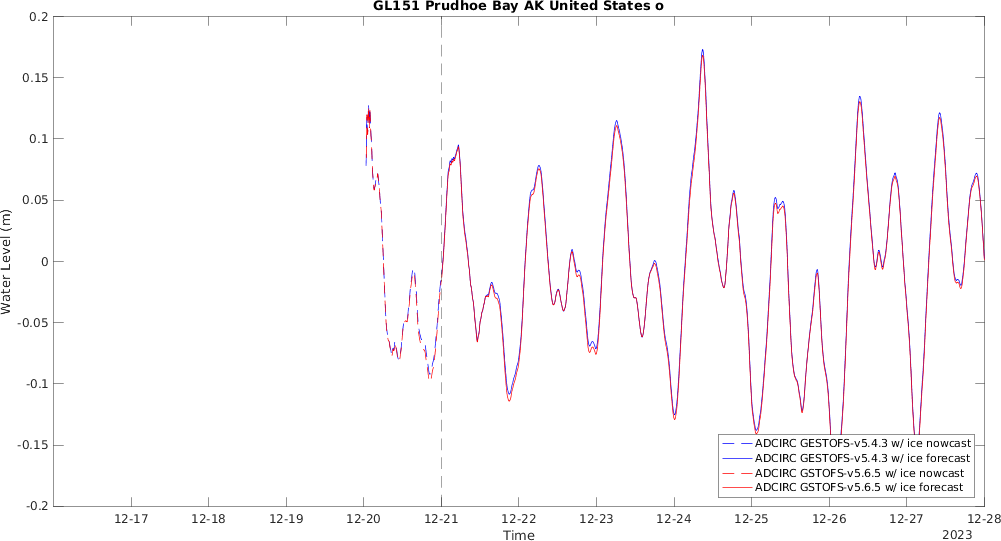 GL151 Prudhoe Bay AK United States o
0.2
0.15
0.1
0.05
0
-0.05
-0.1
-0.15
-0.2
Water Level (m)
ADCIRC GESTOFS-v5.4.3 w/ ice nowcast
ADCIRC GESTOFS-v5.4.3 w/ ice forecast
ADCIRC GSTOFS-v5.6.5 w/ ice nowcast
ADCIRC GSTOFS-v5.6.5 w/ ice forecast
12-17 12-18 12-19 12-20 12-21 12-22 12-23 12-24 12-25 12-26 12-27 12-28
Time
2023